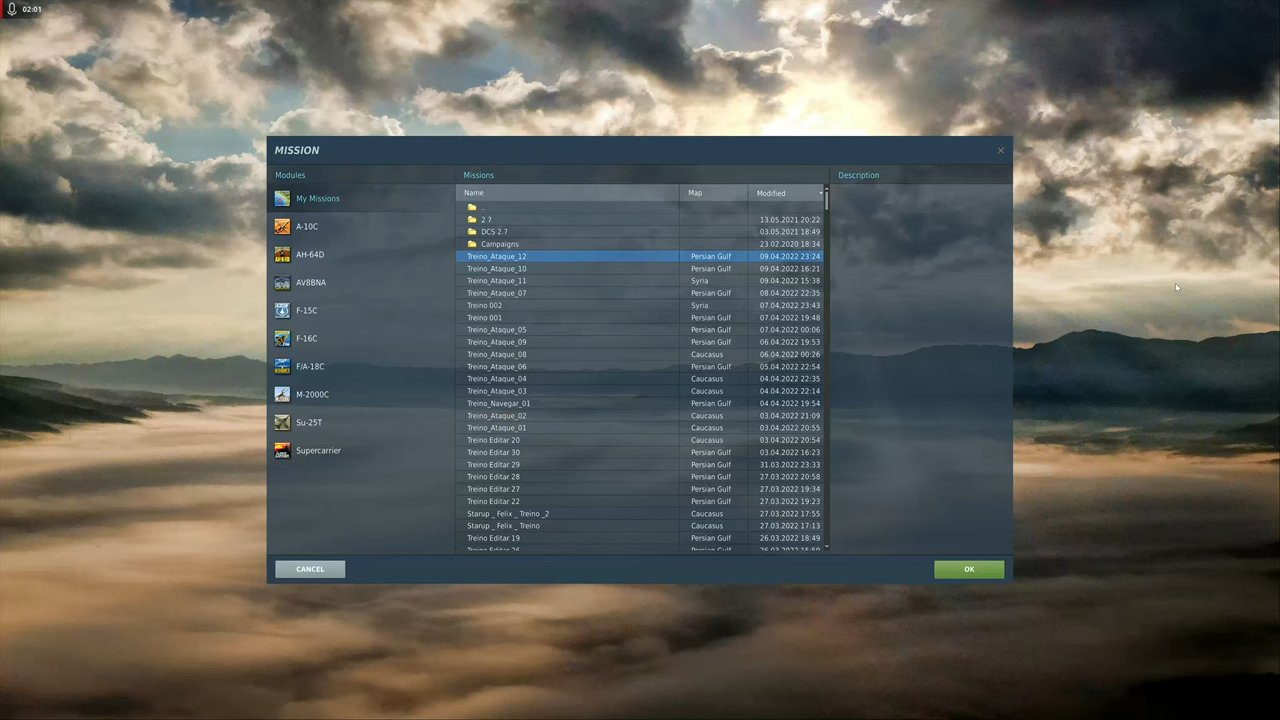 02:01
MISSION
Modules
Missions
Description
My Missions
A-10C
AH-64D
AV8BNA
F-15C
F-16C
F/A-18C
M-2000C
Su-25T
Supercarrier
Name Map Modified
..
2 7 13.05.2021 20:22
DCS 2.7 03.05.2021 18:49
Campaigns 23.02.2020 18:34
Treino_Ataque_12 Persian Gulf 09.04.2022 23:24
Treino_Ataque_10 Persian Gulf 09.04.2022 16:21
Treino_Ataque_11 Syria 09.04.2022 15:38
Treino_Ataque_07 Persian Gulf 08.04.2022 22:35
Treino 002 Syria 07.04.2022 23:43
Treino 001 Persian Gulf 07.04.2022 19:48
Treino_Ataque_05 Persian Gulf 07.04.2022 00:06
Treino_Ataque_09 Persian Gulf 06.04.2022 19:53
Treino_Ataque_08 Caucasus 06.04.2022 00:26
Treino_Ataque_06 Persian Gulf 05.04.2022 22:54
Treino_Ataque_04 Caucasus 04.04.2022 22:35
Treino_Ataque_03 Caucasus 04.04.2022 22:14
Treino_Navegar_01 Persian Gulf 04.04.2022 19:54
Treino_Ataque_02 Caucasus 03.04.2022 21:09
Treino_Ataque_01 Caucasus 03.04.2022 20:55
Treino Editar 20 Caucasus 03.04.2022 20:54
Treino Editar 30 Persian Gulf 03.04.2022 16:23
Treino Editar 29 Persian Gulf 31.03.2022 23:33
Treino Editar 28 Persian Gulf 27.03.2022 20:58
Treino Editar 27 Persian Gulf 27.03.2022 19:34
Treino Editar 22 Persian Gulf 27.03.2022 19:23
Starup _ Felix _ Treino _2 Caucasus 27.03.2022 17:55
Starup _ Felix _ Treino Caucasus 27.03.2022 17:13
Treino Editar 19 Persian Gulf 26.03.2022 18:49
Treino Editar 26 Persian Gulf 26.03.2022 15:50
CANCEL
OK